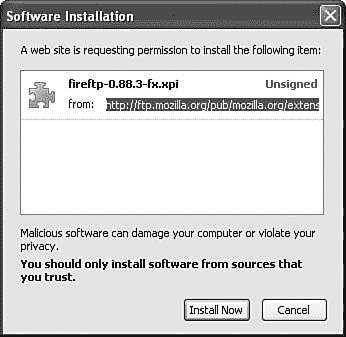 Software Installation
A web site is requesting permission to install the following item:
fireftp-0.88.3-fx.xpi Unsigned
from: http://ftp.mozilla.org/pub/mozilla.org/extens
Malicious software can damage your computer or violate your
privacy.
You should only install software from sources that
you trust.
Install Now Cancel